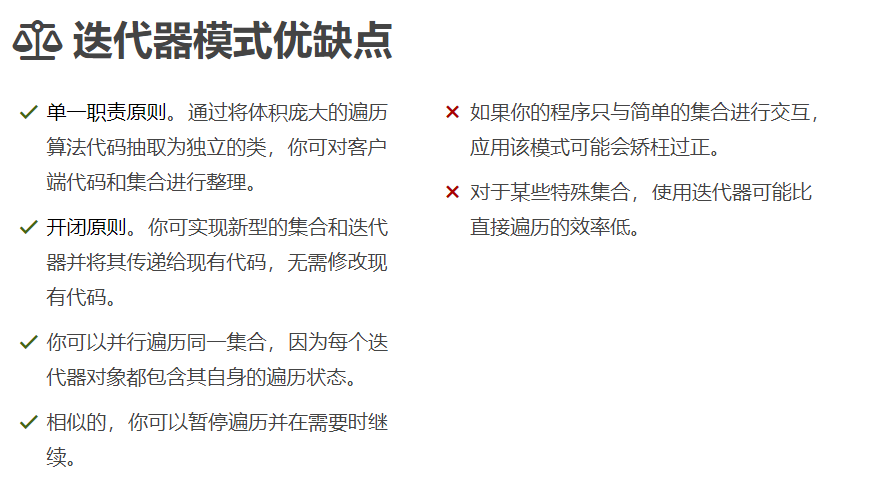 迭代器模式优缺点
单一职责原则。通过将体积庞大的遍历
算法代码抽取为独立的类，你可对客户
端代码和集合进行整理。
开闭原则。你可实现新型的集合和迭代
器并将其传递给现有代码，无需修改现
有代码。
你可以并行遍历同一集合，因为每个迭
代器对象都包含其自身的遍历状态。
相似的，你可以暂停遍历并在需要时继
续。
如果你的程序只与简单的集合进行交互，
应用该模式可能会矫枉过正。
对于某些特殊集合，使用迭代器可能比
直接遍历的效率低。